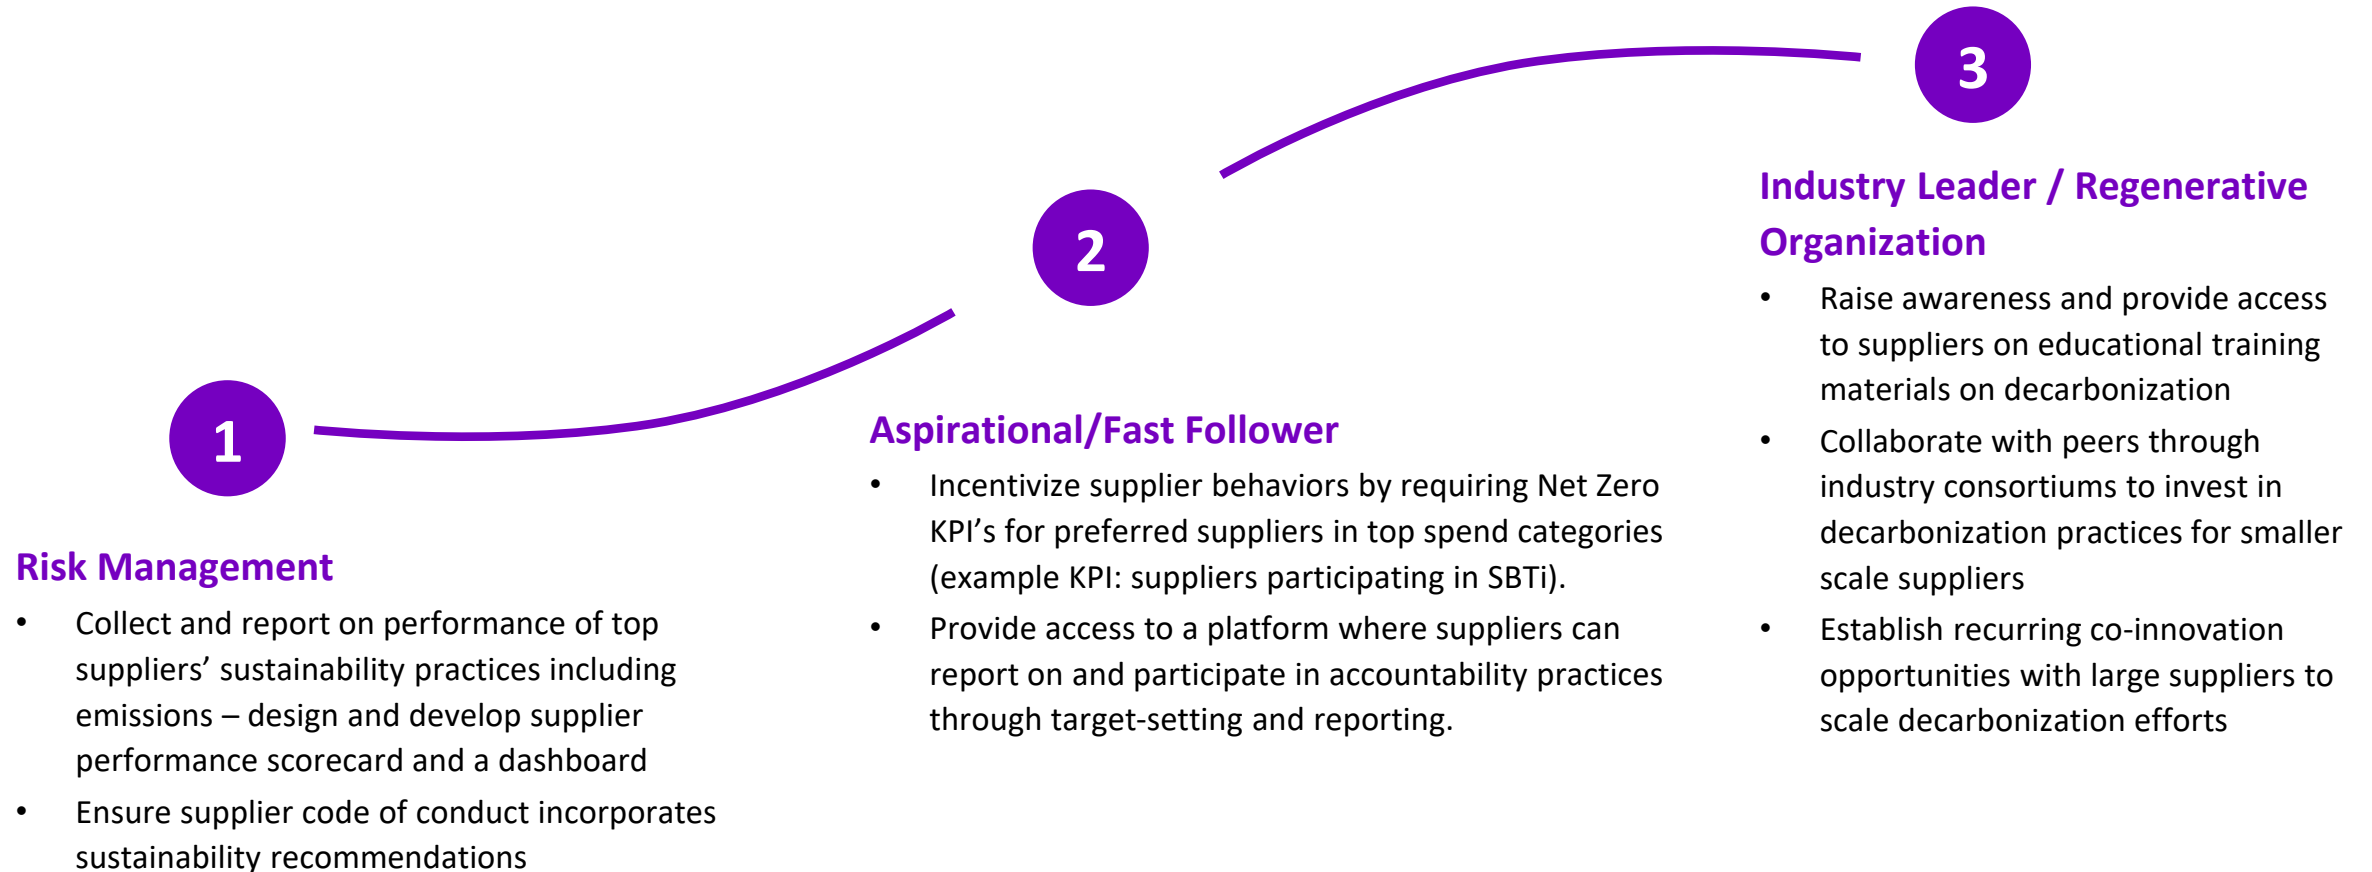 1
Risk Management
• Collect and report on performance of top
suppliers’ sustainability practices including
emissions – design and develop supplier
performance scorecard and a dashboard
• Ensure supplier code of conduct incorporates
sustainability recommendations
2
Aspirational/Fast Follower
• Incentivize supplier behaviors by requiring Net Zero
KPI’s for preferred suppliers in top spend categories
(example KPI: suppliers participating in SBTi).
• Provide access to a platform where suppliers can
report on and participate in accountability practices
through target-setting and reporting.
3
Industry Leader / Regenerative
Organization
• Raise awareness and provide access
to suppliers on educational training
materials on decarbonization
• Collaborate with peers through
industry consortiums to invest in
decarbonization practices for smaller
scale suppliers
• Establish recurring co-innovation
opportunities with large suppliers to
scale decarbonization efforts